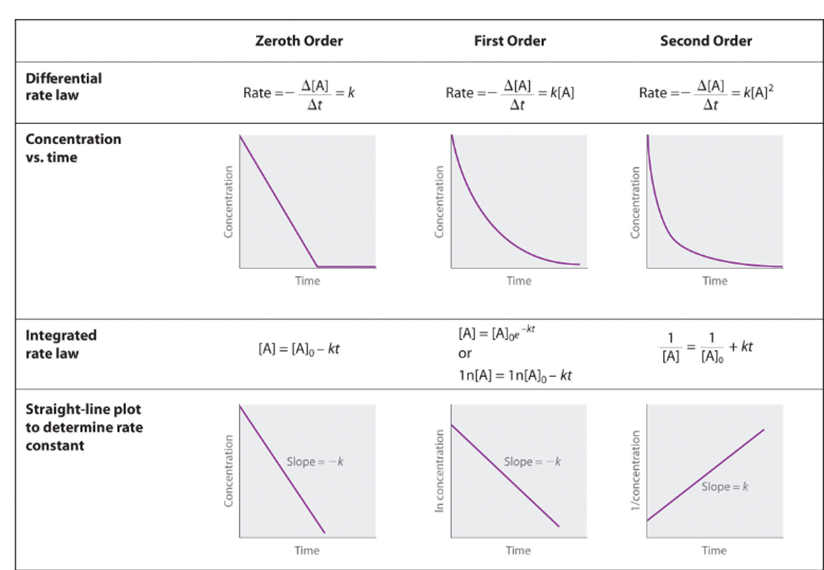 Zeroth Order First Order Second Order
Differential
rate law
Rate =− Δ[A]/Δt = k
Rate =− Δ[A]/Δt = k[A]
Rate =− Δ[A]/Δt = k[A]²
Concentration
vs. time
Concentration
Time
Concentration
Time
Concentration
Time
Integrated
rate law
[A] = [A]₀ − kt
[A] = [A]₀e⁻ᵏᵗ
or
1n[A] = 1n[A]₀ − kt
1/[A] = 1/[A]₀ + kt
Straight-line plot
to determine rate
constant
Concentration
Slope = −k
Time
ln concentration
Slope = −k
Time
1/concentration
Slope = k
Time